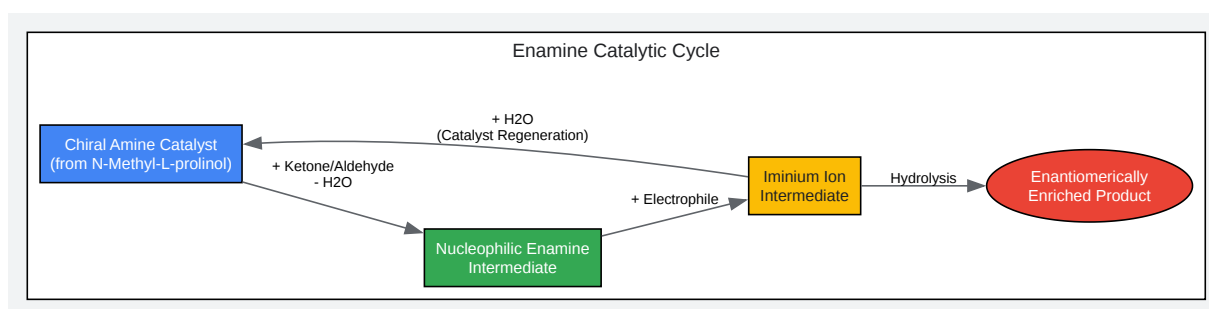 Enamine Catalytic Cycle
+ H2O
(Catalyst Regeneration)
Chiral Amine Catalyst
(from N-Methyl-L-prolinol)
+ Ketone/Aldehyde
- H2O
Nucleophilic Enamine
Intermediate
+ Electrophile
Iminium Ion
Intermediate
Hydrolysis
Enantiomerically
Enriched Product